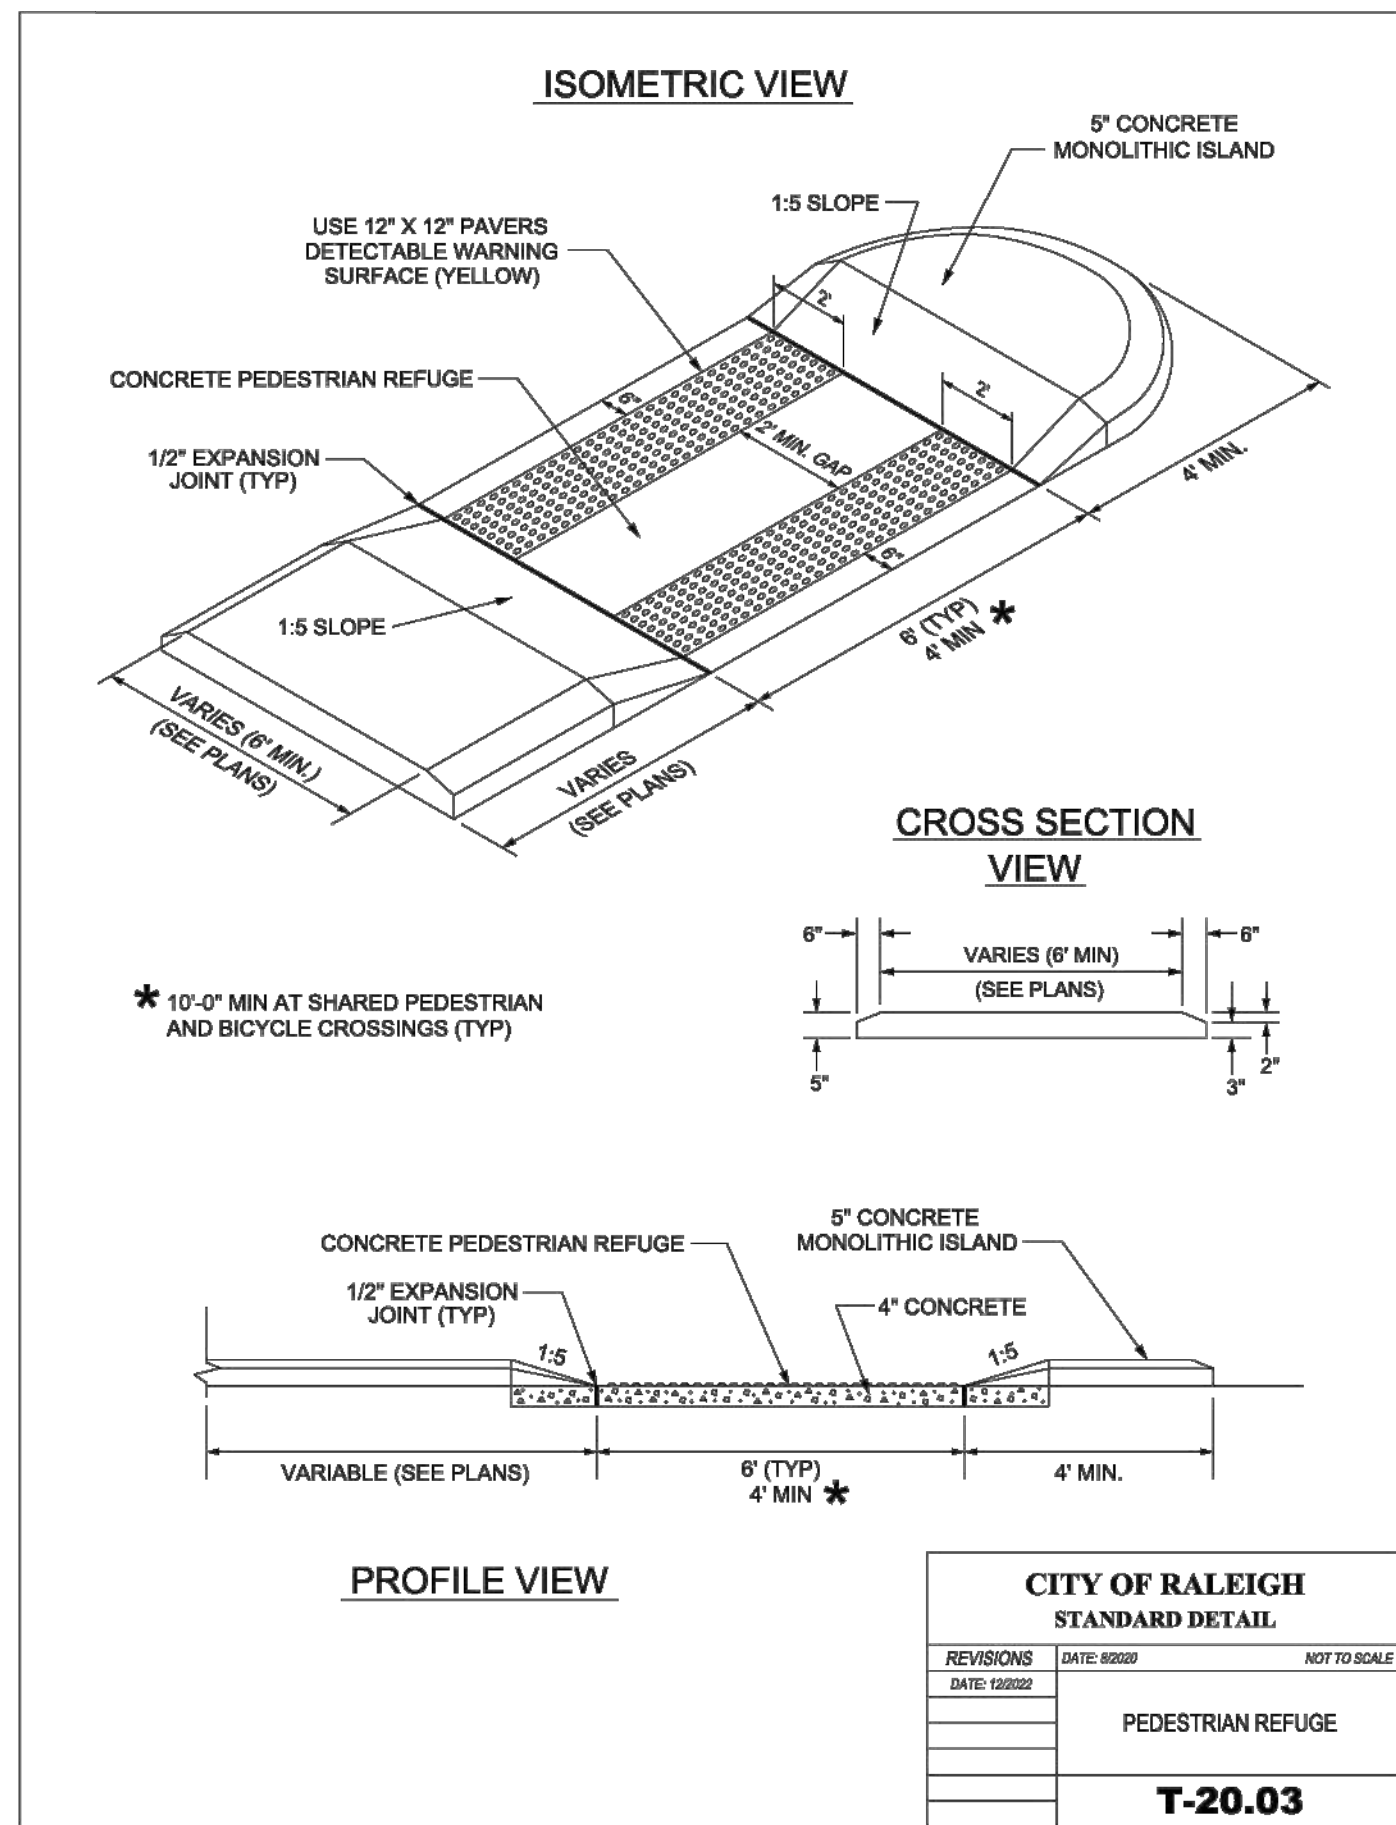 ISOMETRIC VIEW
5" CONCRETE
MONOLITHIC ISLAND
1:5 SLOPE
USE 12" X 12" PAVERS
DETECTABLE WARNING
SURFACE (YELLOW)
2'
CONCRETE PEDESTRIAN REFUGE
6"
2'
2' MIN. GAP
1/2" EXPANSION
JOINT (TYP)
4' MIN.
6"
1:5 SLOPE
6' (TYP)
4' MIN *
VARIES (6' MIN.)
(SEE PLANS)
VARIES
(SEE PLANS)
CROSS SECTION
VIEW
6"
6"
VARIES (6' MIN)
(SEE PLANS)
5"
3"
2"
* 10'-0" MIN AT SHARED PEDESTRIAN
AND BICYCLE CROSSINGS (TYP)
5" CONCRETE
MONOLITHIC ISLAND
CONCRETE PEDESTRIAN REFUGE
1/2" EXPANSION
JOINT (TYP)
4" CONCRETE
1:5
1:5
VARIABLE (SEE PLANS)
6' (TYP)
4' MIN *
4' MIN.
PROFILE VIEW
CITY OF RALEIGH
STANDARD DETAIL
REVISIONS
DATE: 8/2020
NOT TO SCALE
DATE: 12/2022
PEDESTRIAN REFUGE
T-20.03